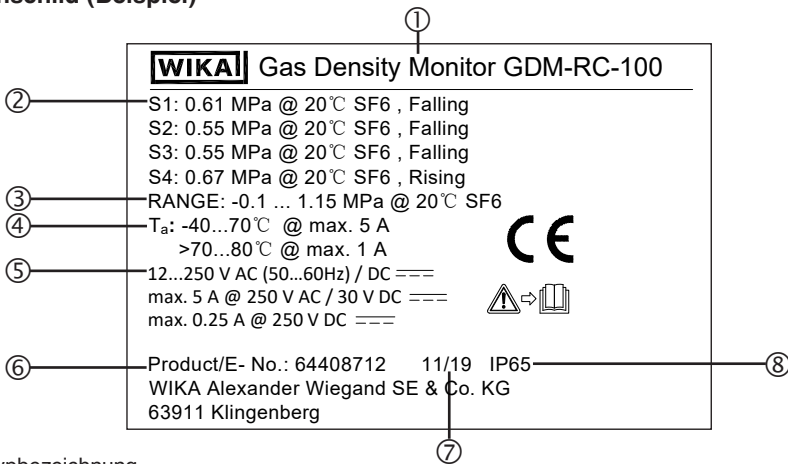 (Beispiel)
①
WIKA Gas Density Monitor GDM-RC-100
② S1: 0.61 MPa @ 20℃ SF6 , Falling
S2: 0.55 MPa @ 20℃ SF6 , Falling
S3: 0.55 MPa @ 20℃ SF6 , Falling
S4: 0.67 MPa @ 20℃ SF6 , Rising
③ RANGE: -0.1 ... 1.15 MPa @ 20℃ SF6
④ Ta: -40...70℃ @ max. 5 A
>70...80℃ @ max. 1 A
CE
⑤ 12...250 V AC (50...60Hz) / DC
max. 5 A @ 250 V AC / 30 V DC
max. 0.25 A @ 250 V DC
⑥ Product/E- No.: 64408712 11/19 IP65 ⑧
WIKA Alexander Wiegand SE & Co. KG
63911 Klingenberg
⑦